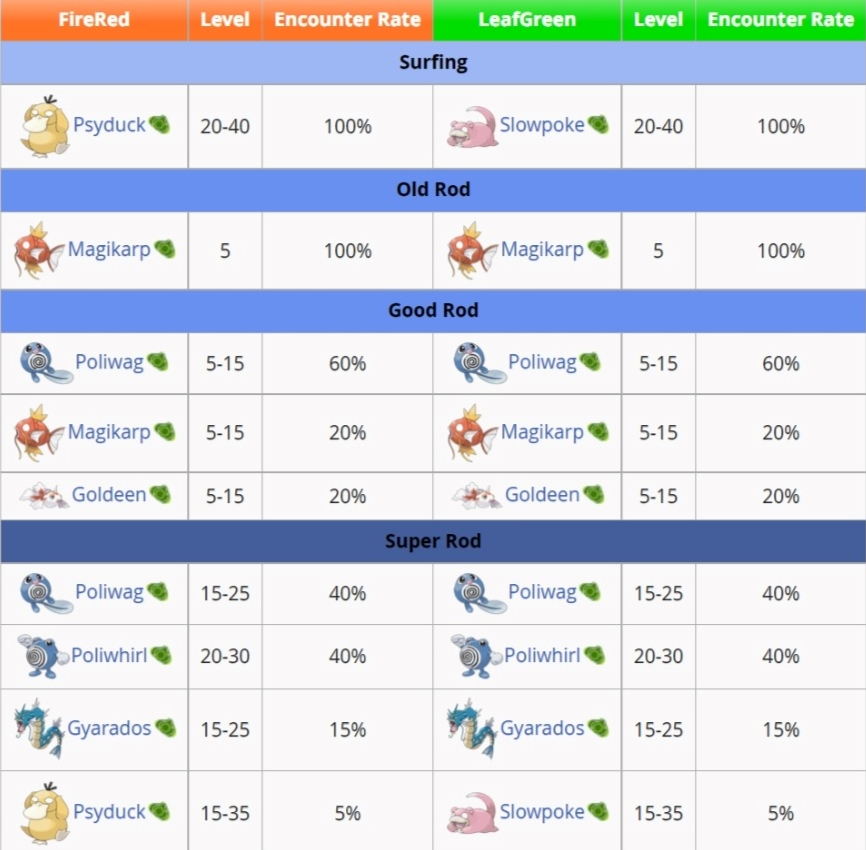 FireRed Level Encounter Rate LeafGreen Level Encounter Rate
Surfing
Psyduck 20-40 100% Slowpoke 20-40 100%
Old Rod
Magikarp 5 100% Magikarp 5 100%
Good Rod
Poliwag 5-15 60% Poliwag 5-15 60%
Magikarp 5-15 20% Magikarp 5-15 20%
Goldeen 5-15 20% Goldeen 5-15 20%
Super Rod
Poliwag 15-25 40% Poliwag 15-25 40%
Poliwhirl 20-30 40% Poliwhirl 20-30 40%
Gyarados 15-25 15% Gyarados 15-25 15%
Psyduck 15-35 5% Slowpoke 15-35 5%